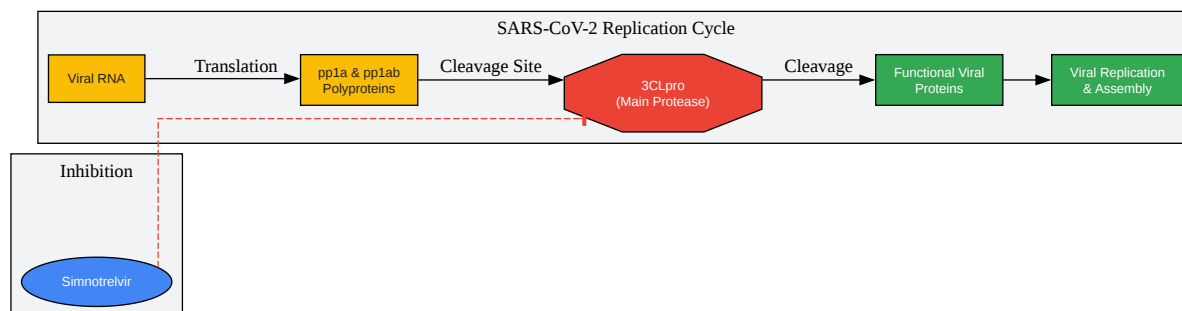 SARS-CoV-2 Replication Cycle
Viral RNA
Translation
pp1a & pp1ab
Polyproteins
Cleavage Site
3CLpro
(Main Protease)
Cleavage
Functional Viral
Proteins
Viral Replication
& Assembly
Inhibition
Simnotrelvir